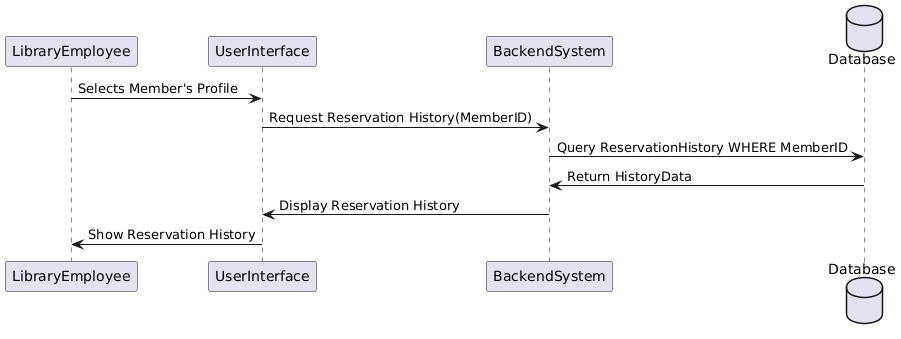 Database
LibraryEmployee
UserInterface
BackendSystem
Selects Member's Profile
Request Reservation History(MemberID)
Query ReservationHistory WHERE MemberID
Return HistoryData
Display Reservation History
Show Reservation History
LibraryEmployee
UserInterface
BackendSystem
Database